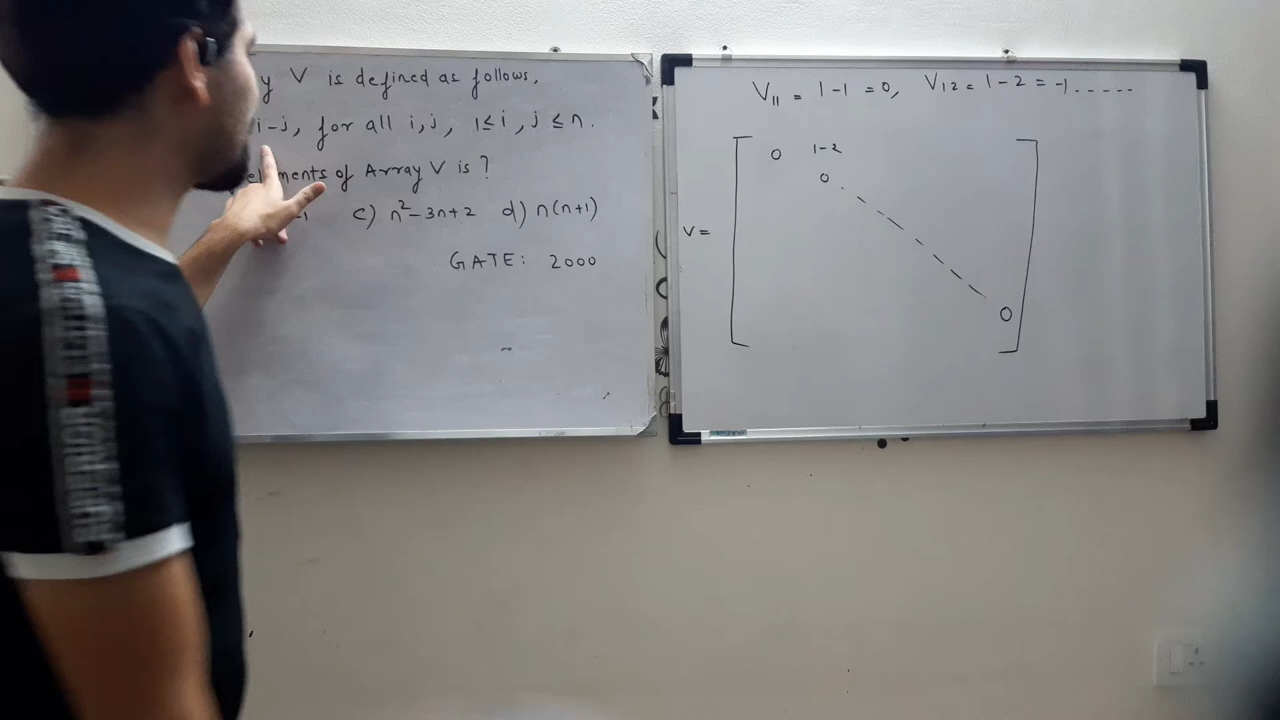 V is defined as follows.
i-j, for all i,j, 1≤i, j≤n.
elements of Array V is?
-1 c) n²-3n+2 d) n(n+1)
GATE: 2000
V₁₁ = 1-1 = 0, V₁₂ = 1-2 = -1.....
0 1-2
0
V =
0